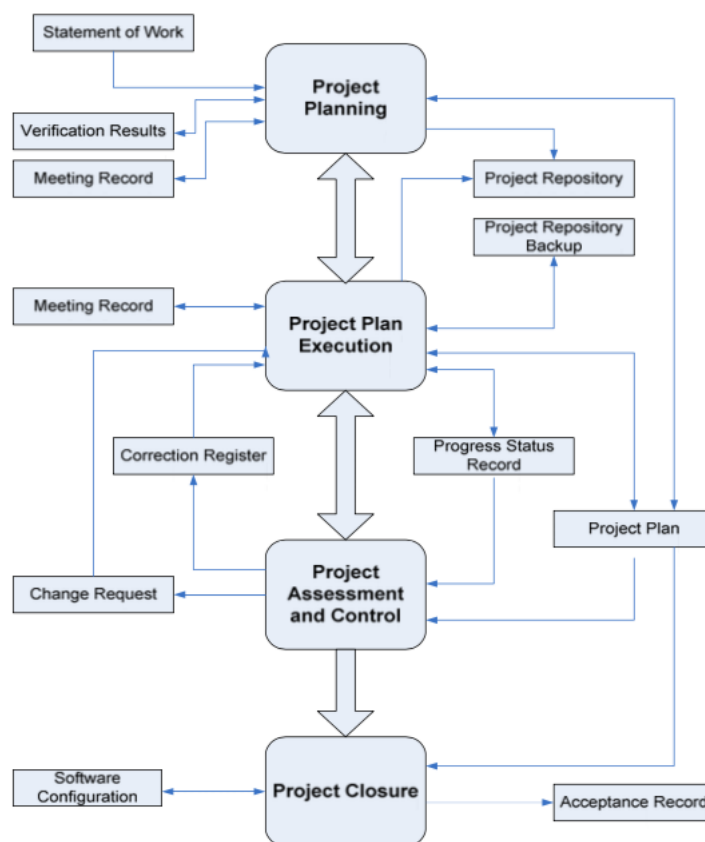 Statement of Work
Project
Planning
Verification Results
Meeting Record
Project Repository
Project Repository
Backup
Meeting Record
Project Plan
Execution
Correction Register
Progress Status
Record
Project Plan
Project
Assessment
and Control
Change Request
Project Closure
Software
Configuration
Acceptance Record